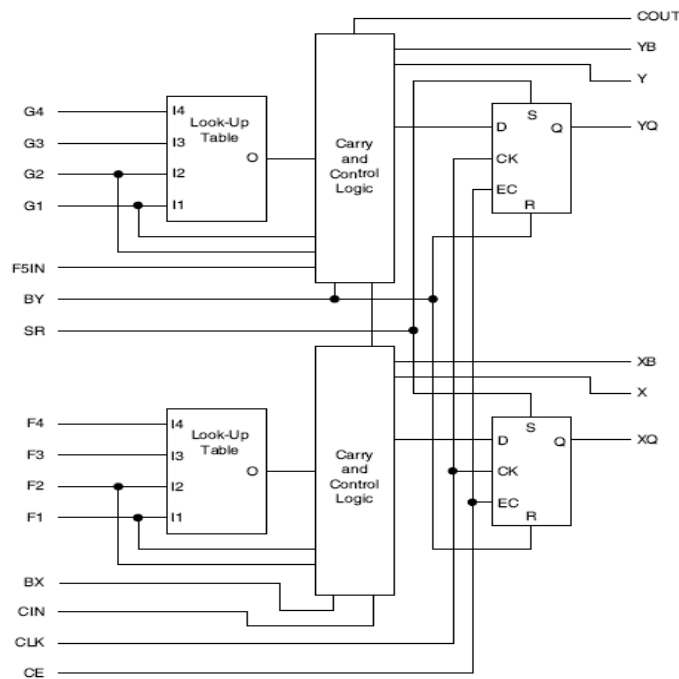 COUT
YB
Y
G4
I4
Look-Up
Table
S
G3
I3
Carry
and
Control
Logic
D
Q
YQ
G2
I2
O
CK
G1
I1
EC
R
F5IN
BY
SR
XB
X
F4
I4
Look-Up
Table
S
F3
I3
Carry
and
Control
Logic
D
Q
XQ
F2
I2
O
CK
F1
I1
EC
R
BX
CIN
CLK
CE